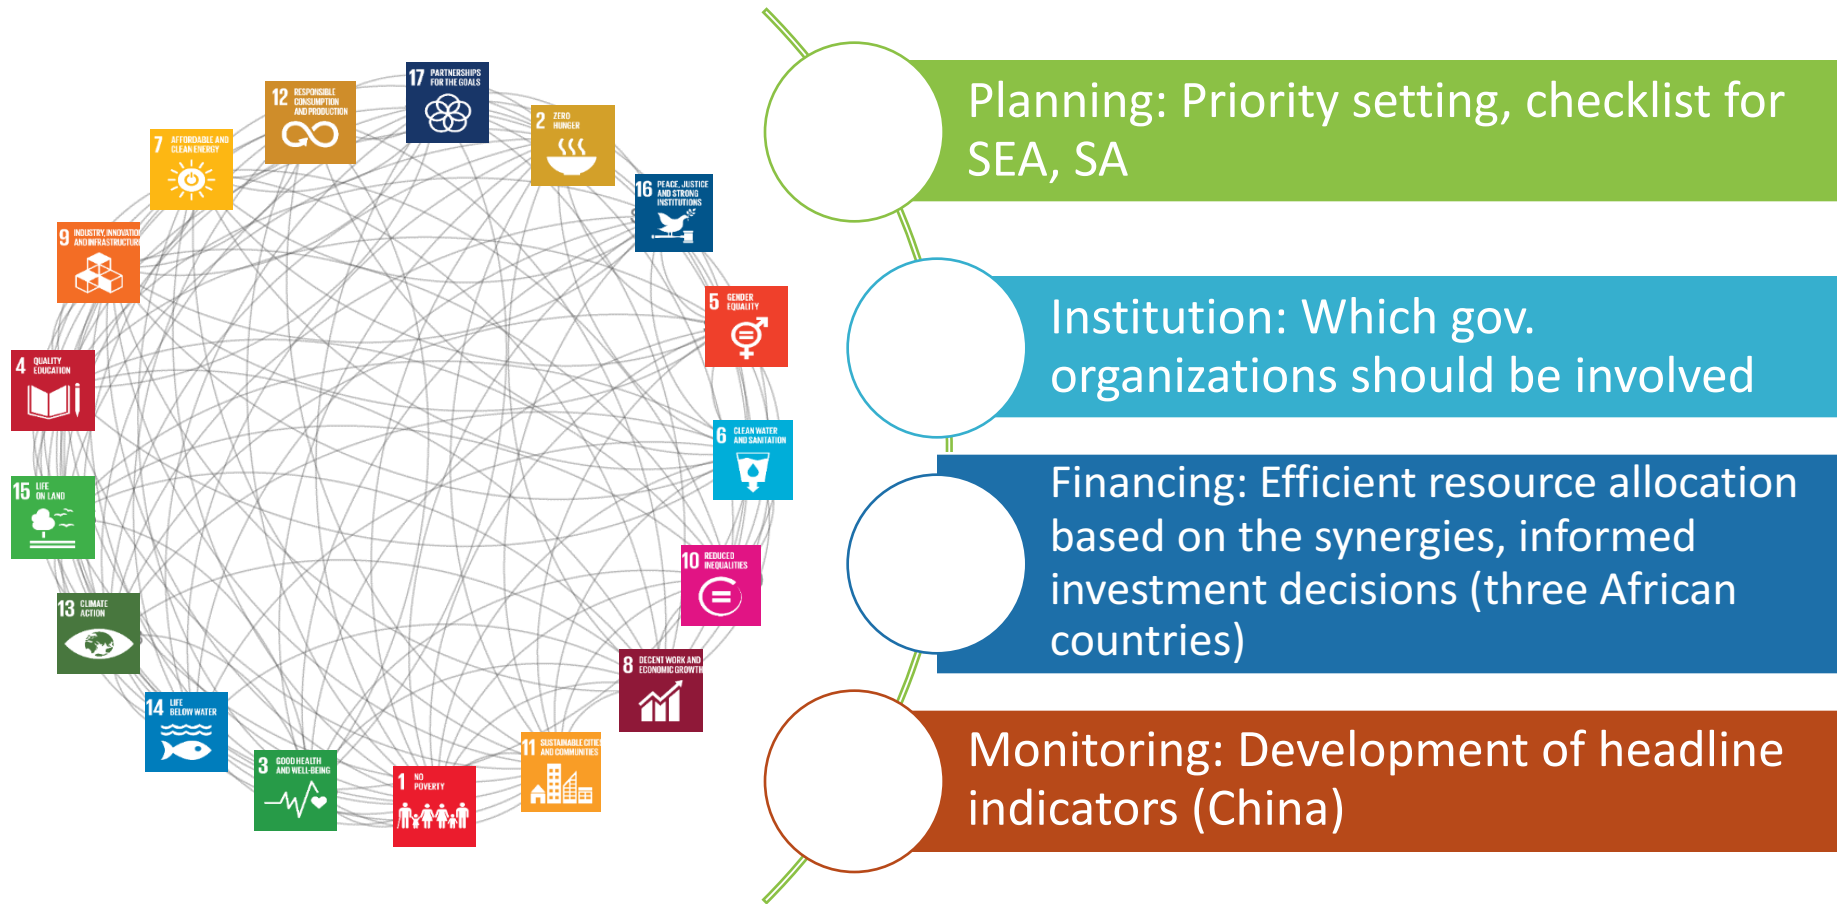 17 PARTNERSHIPS
FOR THE GOALS
12 RESPONSIBLE
CONSUMPTION
AND PRODUCTION
2 ZERO
HUNGER
7 AFFORDABLE AND
CLEAN ENERGY
16 PEACE, JUSTICE
AND STRONG
INSTITUTIONS
9 INDUSTRY, INNOVATIO
AND INFRASTRUCTUR
5 GENDER
EQUALITY
4 QUALITY
EDUCATION
6 CLEAN WATER
AND SANITATION
15 LIFE
ON LAND
10 REDUCED
INEQUALITIES
13 CLIMATE
ACTION
8 DECENT WORK AND
ECONOMIC GROWTH
14 LIFE
BELOW WATER
11 SUSTAINABLE CITIE
AND COMMUNITIES
3 GOOD HEALTH
AND WELL-BEING
1 NO
POVERTY
Planning: Priority setting, checklist for
SEA, SA
Institution: Which gov.
organizations should be involved
Financing: Efficient resource allocation
based on the synergies, informed
investment decisions (three African
countries)
Monitoring: Development of headline
indicators (China)